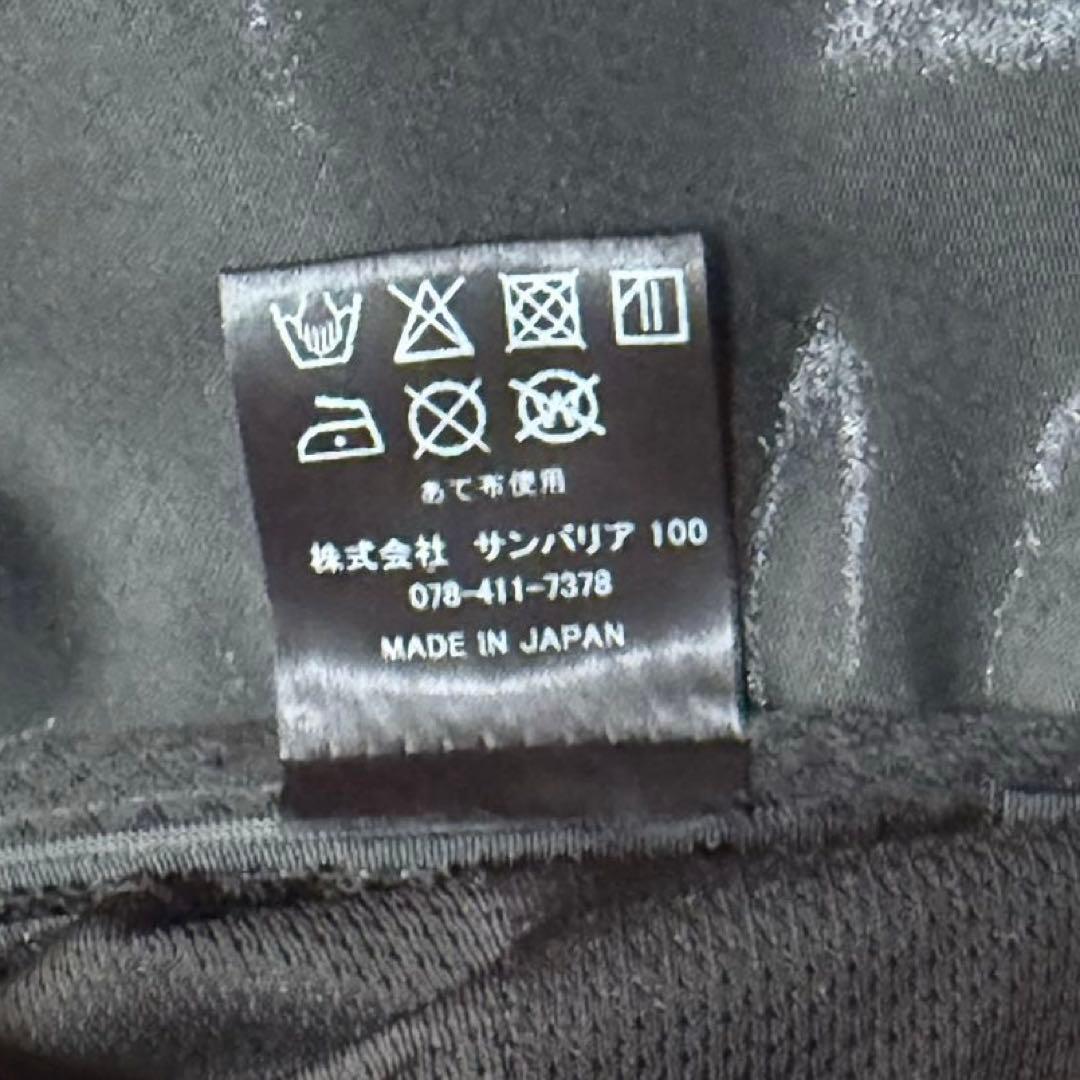 W
あて布使用
株式会社 サンバリア 100
078-411-7378
MADE IN JAPAN